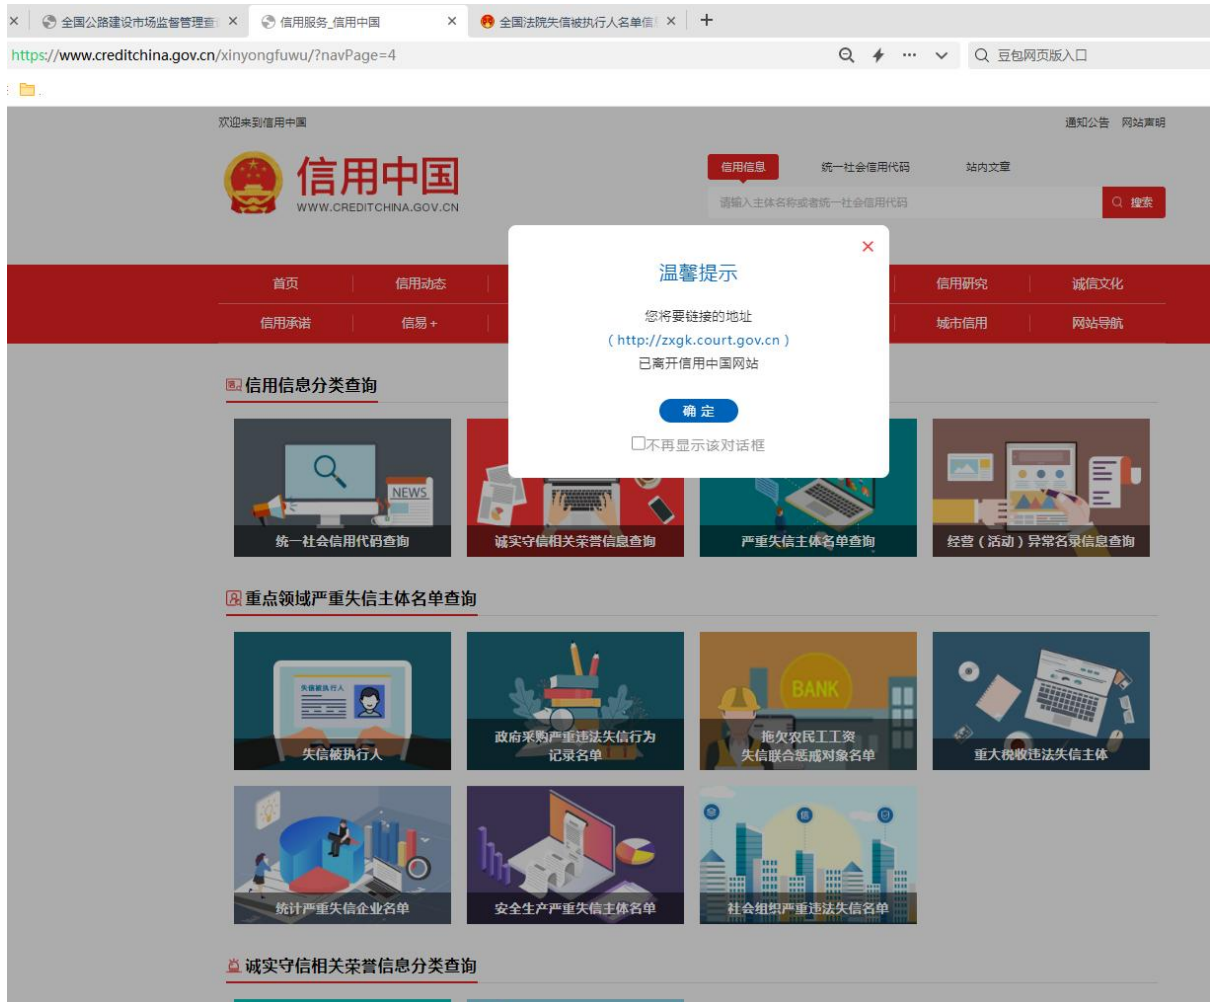 全国公路建设市场监督管理查
信用服务_信用中国
全国法院失信被执行人名单信
https://www.creditchina.gov.cn/xinyongfuwu/?navPage=4
豆包网页版入口
欢迎来到信用中国
通知公告 网站声明
信用中国
WWW.CREDITCHINA.GOV.CN
信用信息 统一社会信用代码 站内文章
请输入主体名称或者统一社会信用代码
搜索
首页 信用动态 信用研究 诚信文化
信用承诺 信易+ 城市信用 网站导航
温馨提示
您将要链接的地址
(http://zxgk.court.gov.cn)
已离开信用中国网站
确定
不再显示该对话框
信用信息分类查询
NEWS
统一社会信用代码查询
诚实守信相关荣誉信息查询
严重失信主体名单查询
经营(活动)异常名录信息查询
重点领域严重失信主体名单查询
失信被执行人
失信被执行人
政府采购严重违法失信行为
记录名单
BANK
拖欠农民工工资
失信联合惩戒对象名单
重大税收违法失信主体
统计严重失信企业名单
安全生产严重失信主体名单
社会组织严重违法失信名单
诚实守信相关荣誉信息分类查询